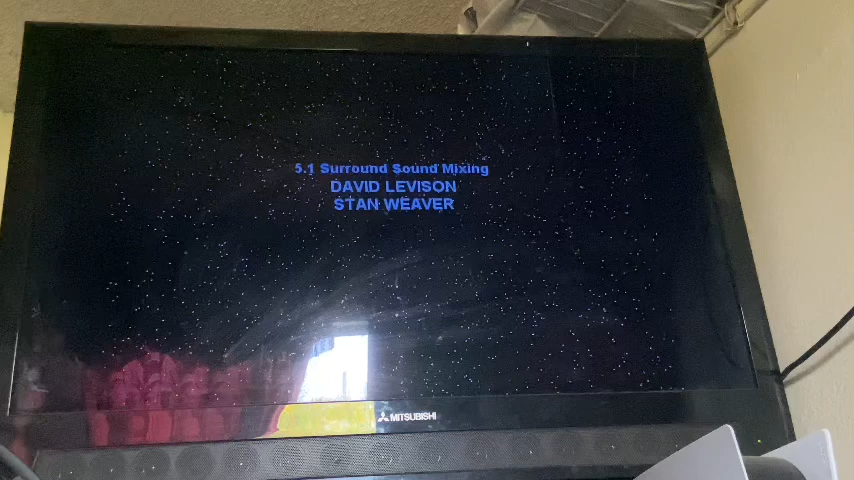 5.1 Surround Sound Mixing
DAVID LEVISON
STAN WEAVER
MITSUBISHI